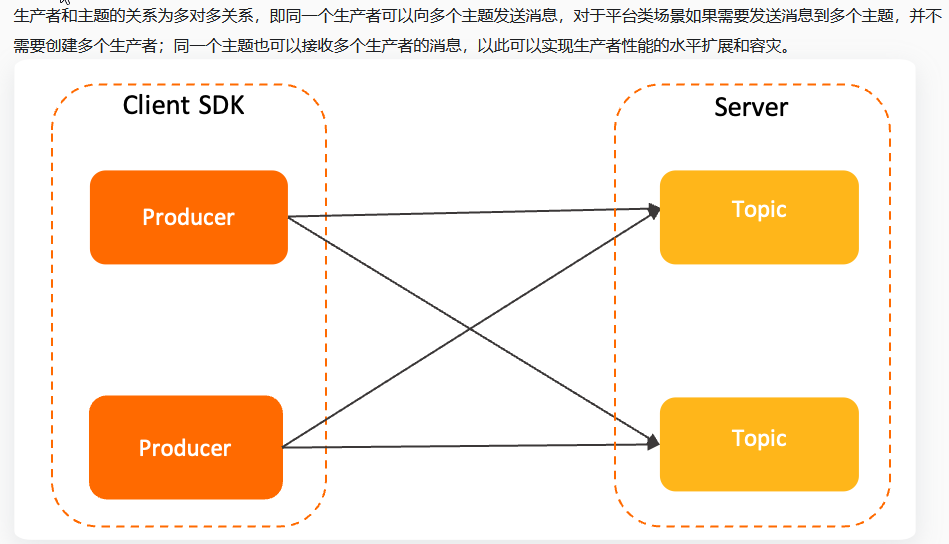 生产者和主题的关系为多对多关系，即同一个生产者可以向多个主题发送消息，对于平台类场景如果需要发送消息到多个主题，并不
需要创建多个生产者；同一个主题也可以接收多个生产者的消息，以此可以实现生产者性能的水平扩展和容灾。
Client SDK
Server
Producer
Topic
Producer
Topic